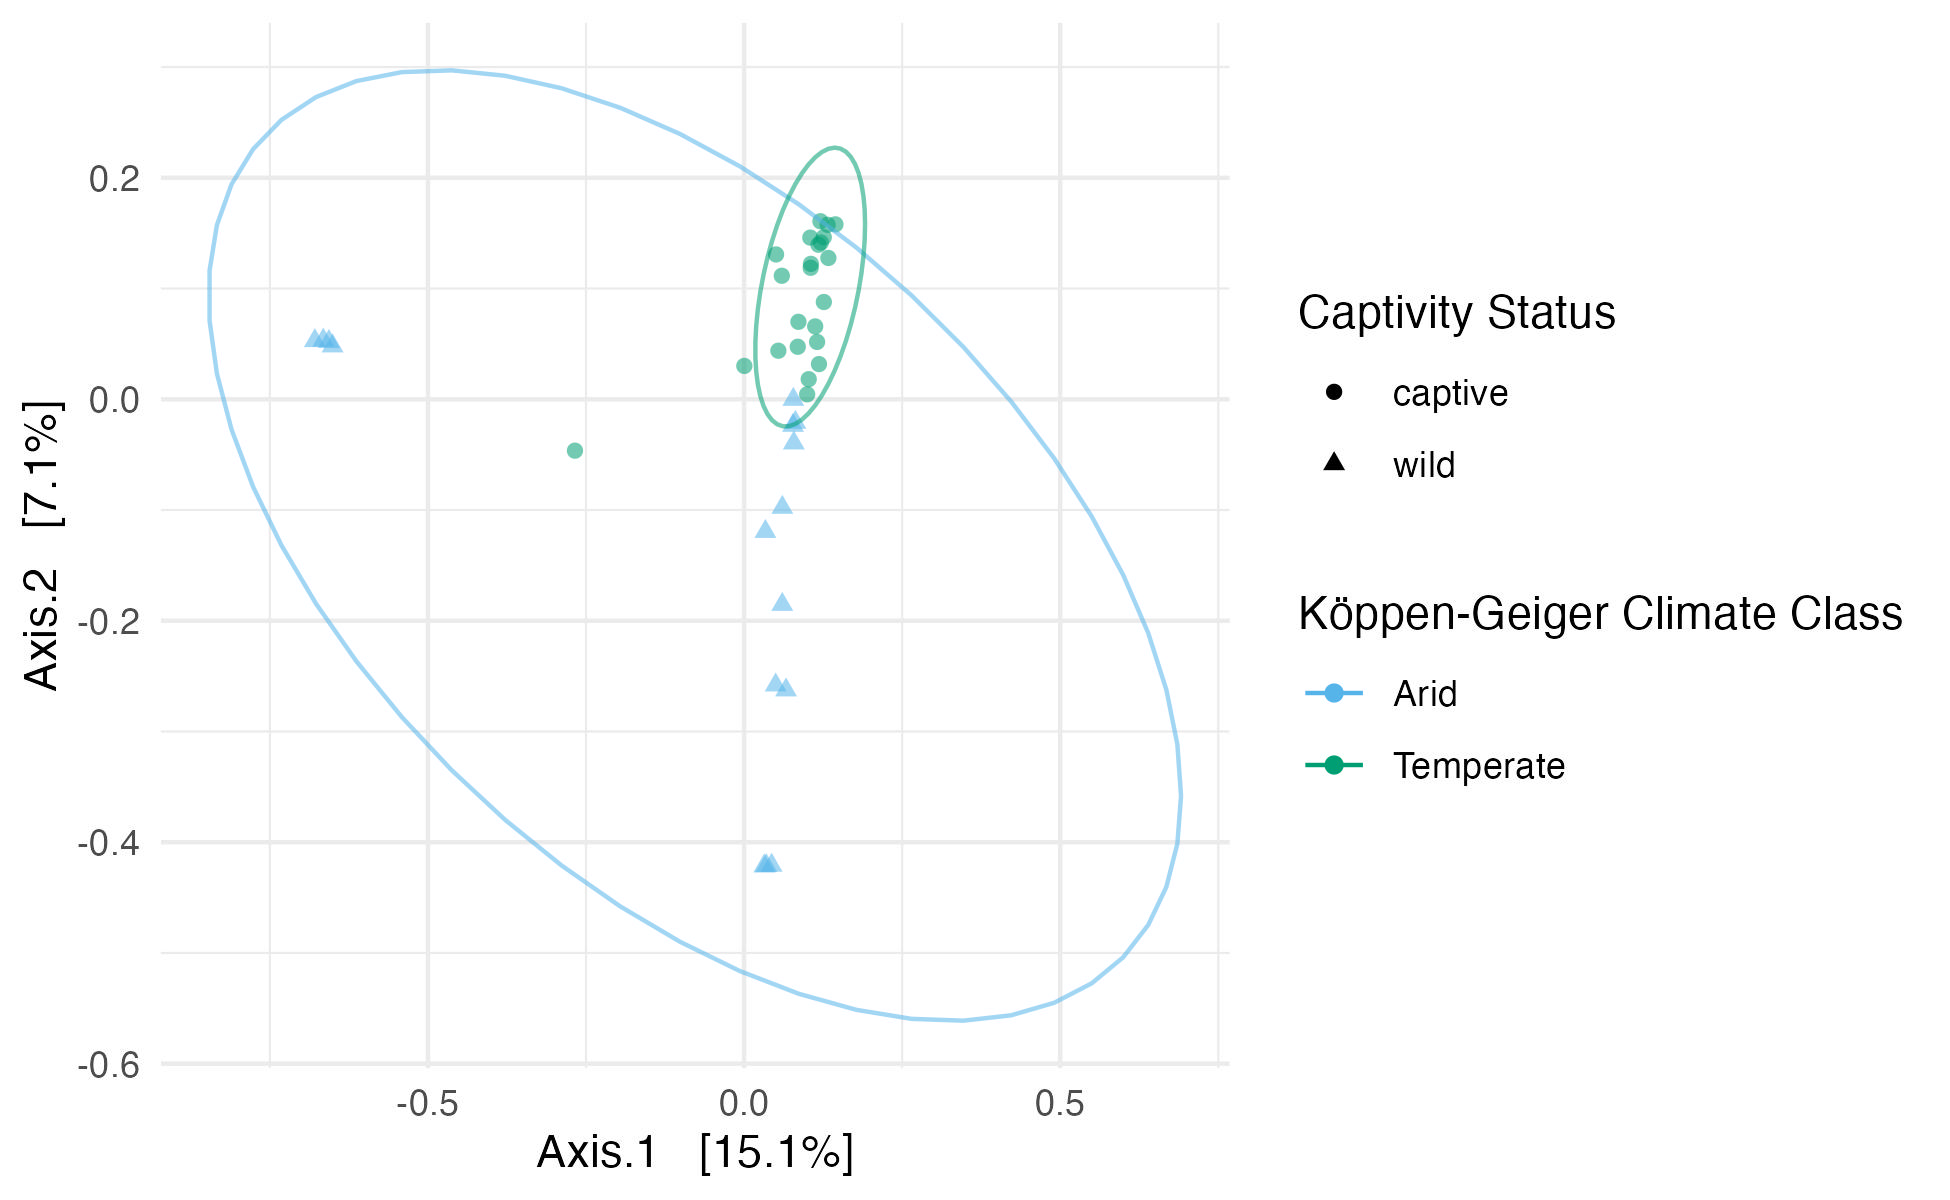 0.2
0.0
-0.2
-0.4
-0.6
Axis.2 [7.1%]
-0.5 0.0 0.5
Axis.1 [15.1%]
Captivity Status
captive
wild
Köppen-Geiger Climate Class
Arid
Temperate